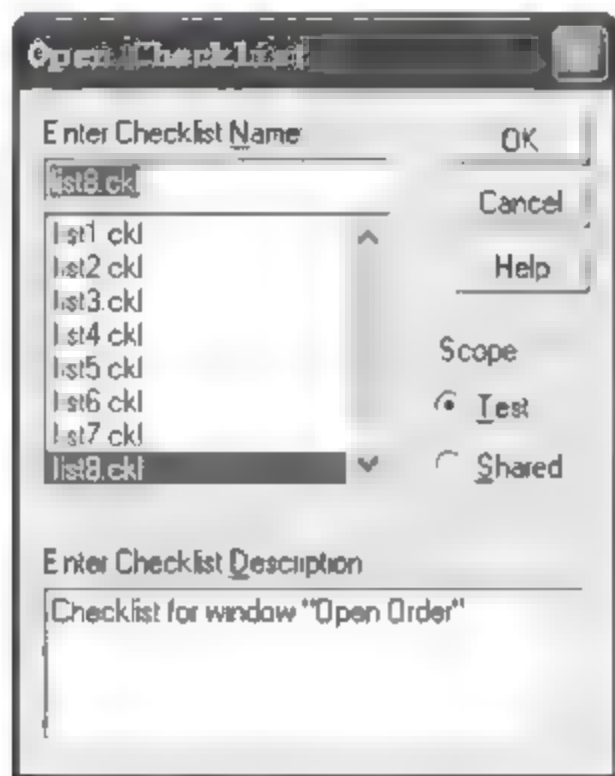 Open Checklist
Enter Checklist Name
list8.ckl
list1.ckl
list2.ckl
list3.ckl
list4.ckl
list5.ckl
list6.ckl
list7.ckl
list8.ckl
OK
Cancel
Help
Scope
Test
Shared
Enter Checklist Description
Checklist for window "Open Order"